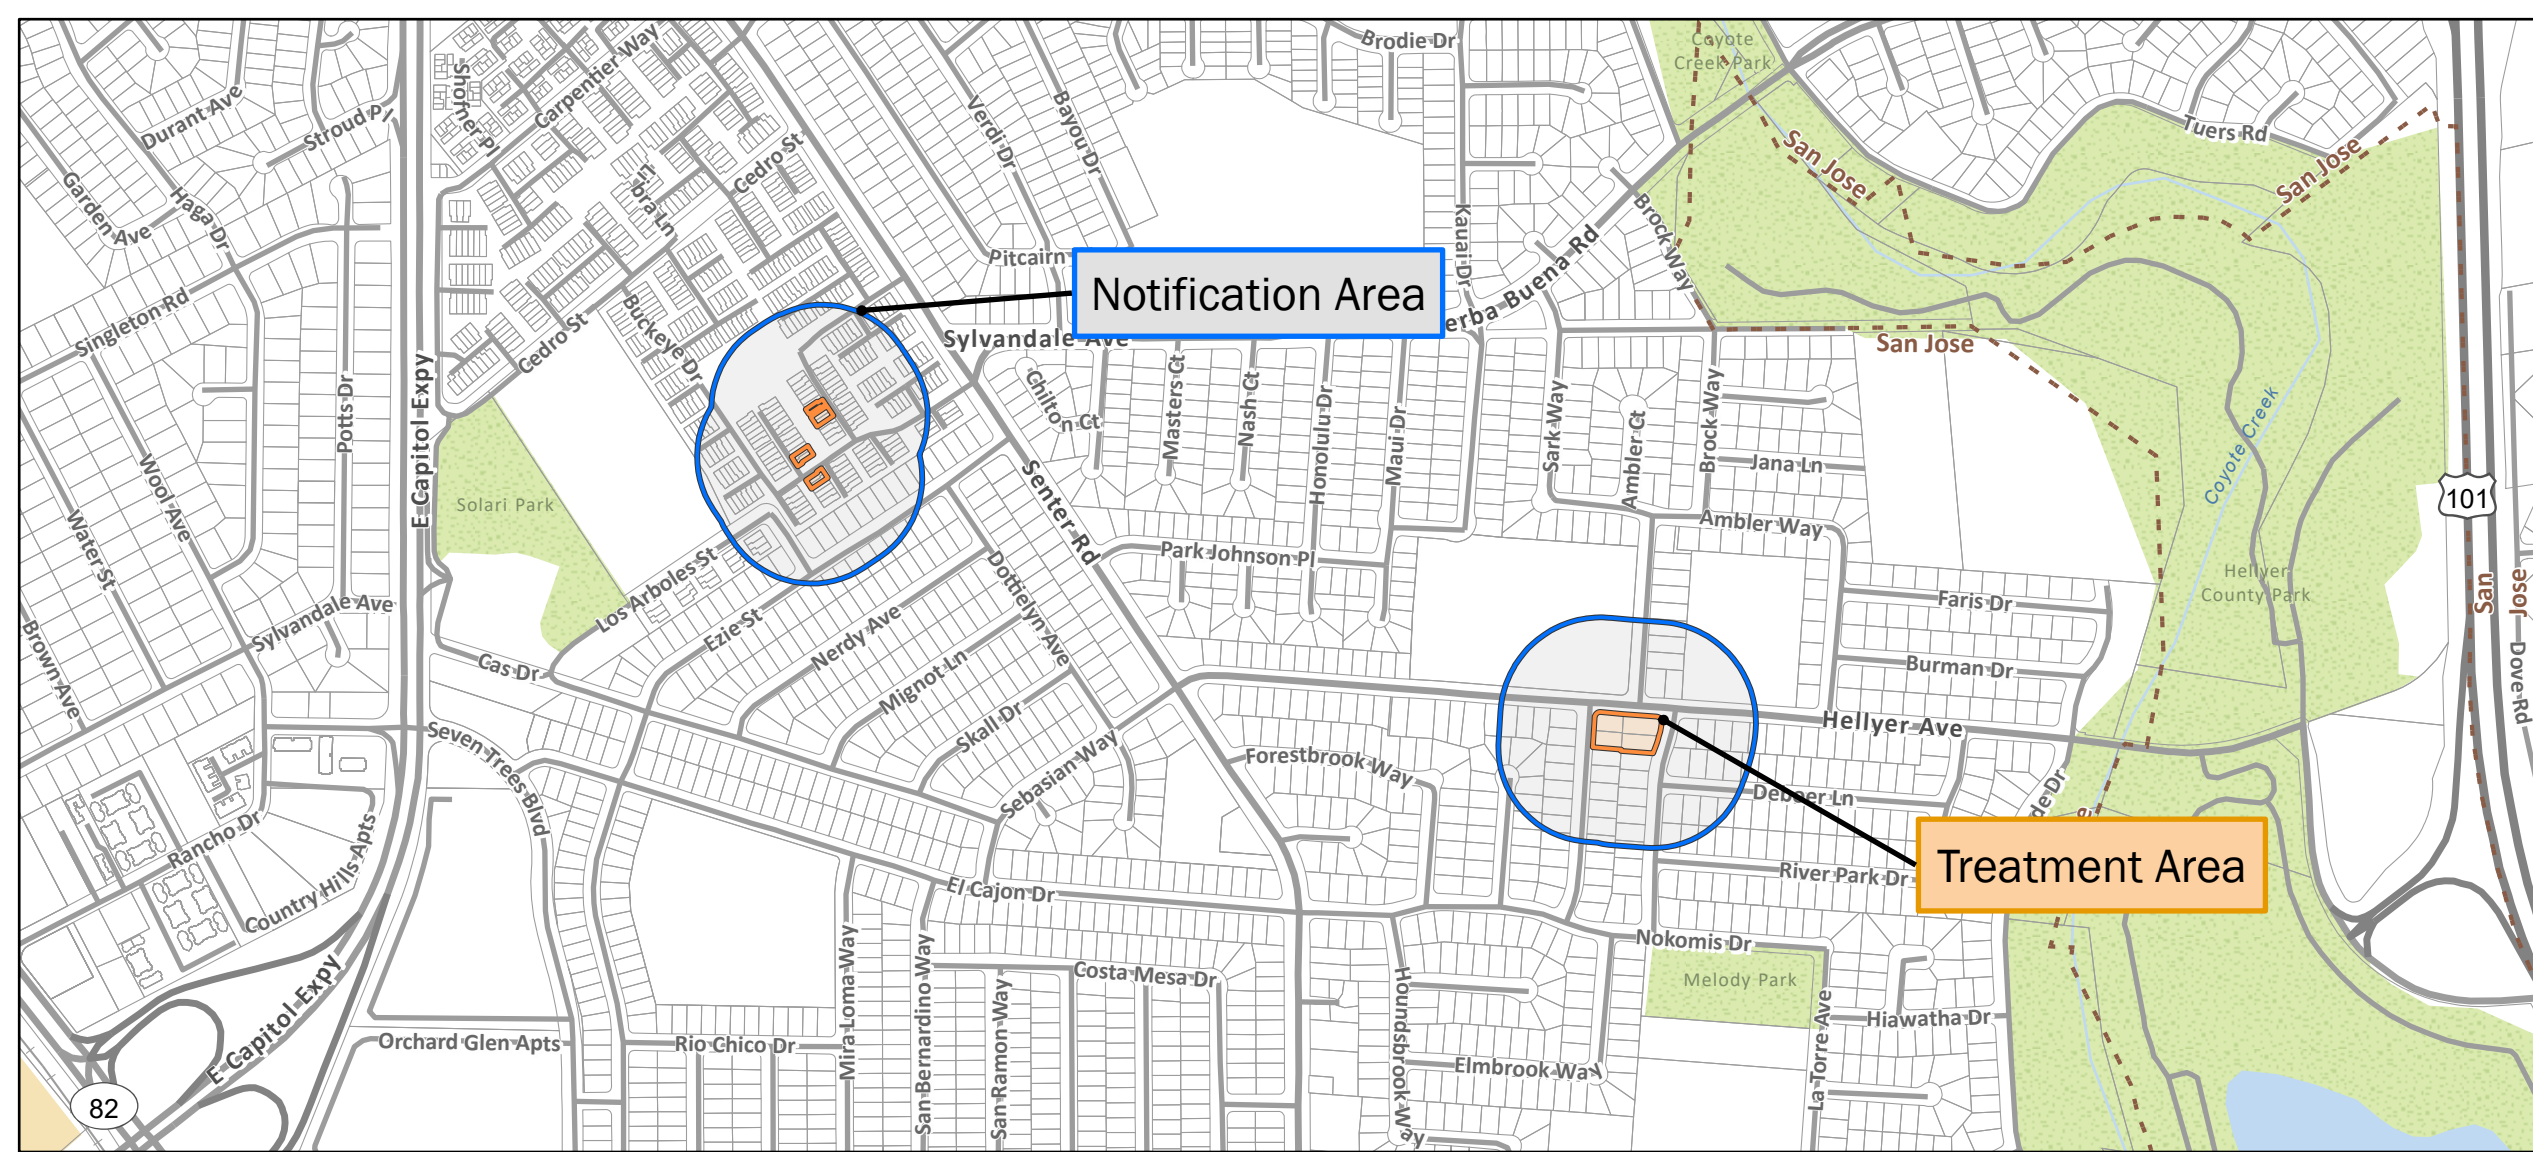 Coyote
Creek Park
Brodie Dr
Carpentier Way
Shofner Pl
Durant Ave
Stroud Pl
Verdi Dr
Bayou Dr
Tuers Rd
San Jose
San Jose
Cedro St
Libra Ln
Garden Ave
Haga Dr
Kauai Dr
Brock Way
Pitcairn
Notification Area
erba Buena Rd
Singleton Rd
Buckeye Dr
Cedro St
Sylvandale Ave
San Jose
E Capitol Expy
Potts Dr
Chilton Ct
Masters Ct
Nash Ct
Honolulu Dr
Maui Dr
Sark Way
Ambler Ct
Brock Way
Jana Ln
Coyote Creek
101
Wool Ave
Solari Park
Senter Rd
Ambler Way
Water St
Park Johnson Pl
Dottielyn Ave
Hellyer
County Park
San Jose
Los Arboles St
Faris Dr
Sylvandale Ave
Ezie St
Nerdy Ave
Brown Ave
Cas Dr
Mignot Ln
Burman Dr
Dove Rd
Skall Dr
Hellyer Ave
Seven Trees Blvd
Sebasian Way
Forestbrook Way
Deboer Ln
de Dr
Rancho Dr
Country Hills Apts
Treatment Area
River Park Dr
El Cajon Dr
Nokomis Dr
Melody Park
Costa Mesa Dr
Mira Loma Way
San Bernardino Way
San Ramon Way
Houndsbrook Way
E Capitol Expy
Orchard Glen Apts
Rio Chico Dr
Hiawatha Dr
La Torre Ave
Elmbrook Way
82